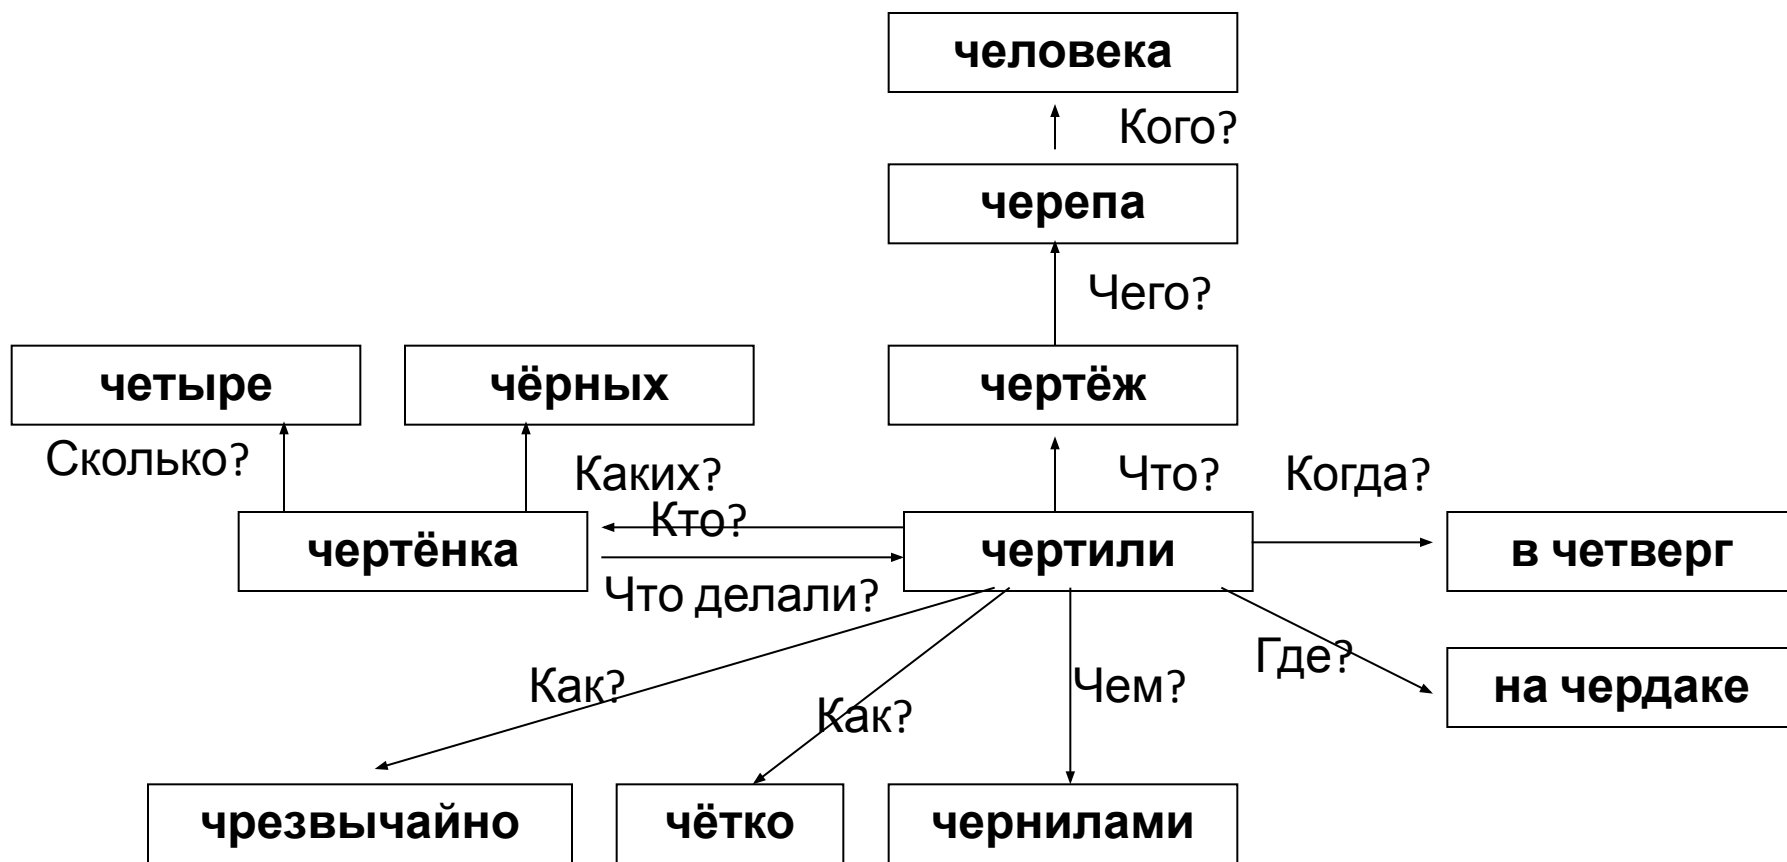 человека
Кого?
черепа
Чего?
четыре
чёрных
чертёж
Сколько?
Каких?
Что?
Когда?
Кто?
чертёнка
чертили
в четверг
Что делали?
Где?
Как?
Как?
Чем?
на чердаке
чрезвычайно
чётко
чернилами